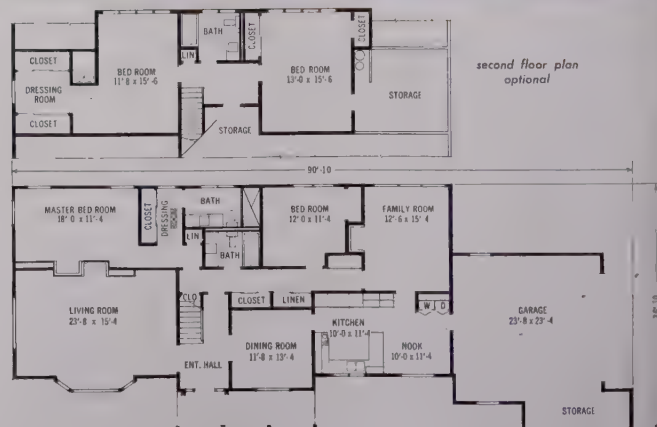 CLOSET
BATH
CLOSET
CLOSET
LIN
BED ROOM
11'8 x 15'-6
BED ROOM
13'-0 x 15'-6
second floor plan
optional
DRESSING
ROOM
STORAGE
CLOSET
STORAGE
90'-10
MASTER BED ROOM
18'0 x 11'-4
CLOSET
DRESSING
BATH
BED ROOM
12'0 x 11'-4
FAMILY ROOM
12'-6 x 15'4
LIN
BATH
CLO
CLOSET
LINEN
W
D
LIVING ROOM
23'-8 x 15'-4
GARAGE
23'-8 x 23'-4
KITCHEN
10'-0 x 11'-4
DINING ROOM
11'-8 x 13'-4
NOOK
10'-0 x 11'-4
ENT. HALL
STORAGE